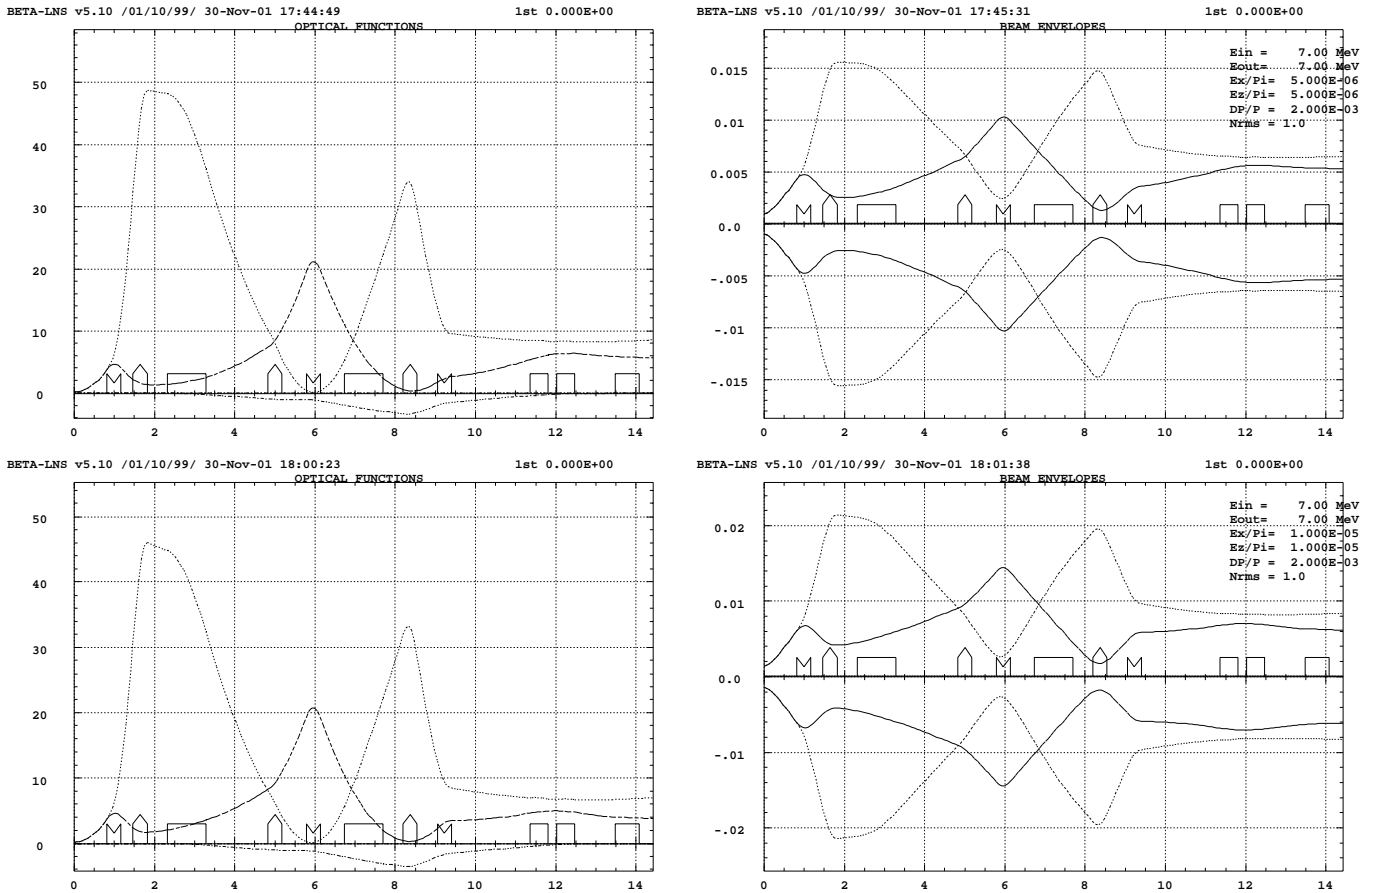 BETA-LNS v5.10 /01/10/99/ 30-Nov-01 17:44:49 1st 0.000E+00
OPTICAL FUNCTIONS
50
40
30
20
10
0
0 2 4 6 8 10 12 14
BETA-LNS v5.10 /01/10/99/ 30-Nov-01 17:45:31 1st 0.000E+00
BEAM ENVELOPES
Ein = 7.00 MeV
Eout= 7.00 MeV
Ex/Pi= 5.000E-06
Ez/Pi= 5.000E-06
DP/P = 2.000E-03
Nrms = 1.0
0.015
0.01
0.005
0.0
-.005
-.01
-.015
0 2 4 6 8 10 12 14
BETA-LNS v5.10 /01/10/99/ 30-Nov-01 18:00:23 1st 0.000E+00
OPTICAL FUNCTIONS
50
40
30
20
10
0
0 2 4 6 8 10 12 14
BETA-LNS v5.10 /01/10/99/ 30-Nov-01 18:01:38 1st 0.000E+00
BEAM ENVELOPES
Ein = 7.00 MeV
Eout= 7.00 MeV
Ex/Pi= 1.000E-05
Ez/Pi= 1.000E-05
DP/P = 2.000E-03
Nrms = 1.0
0.02
0.01
0.0
-.01
-.02
0 2 4 6 8 10 12 14